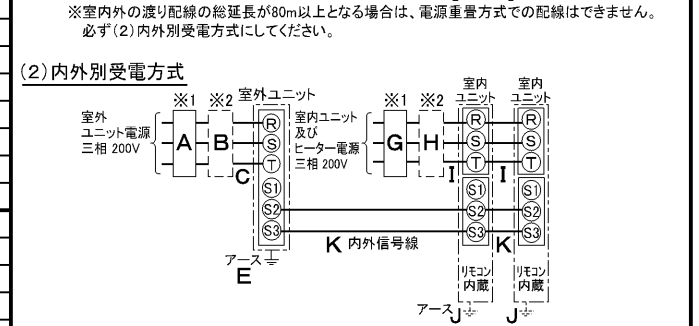 ※室内外の渡り配線の総延長が80m以上となる場合は、電源重畳方式での配線はできません。
必ず(2)内外別受電方式にしてください。
(2)内外別受電方式
室外
ユニット電源
三相 200V
※1
※2
A
B
C
室外ユニット
R
S
T
S1
S2
S3
アース
E
室内ユニット
及び
ヒーター電源
三相 200V
※1
※2
G
H
I
I
室内
ユニット
R
S
T
S1
S2
S3
室内
ユニット
R
S
T
S1
S2
S3
K 内外信号線
K
リモコン
内蔵
リモコン
内蔵
アース
J
J